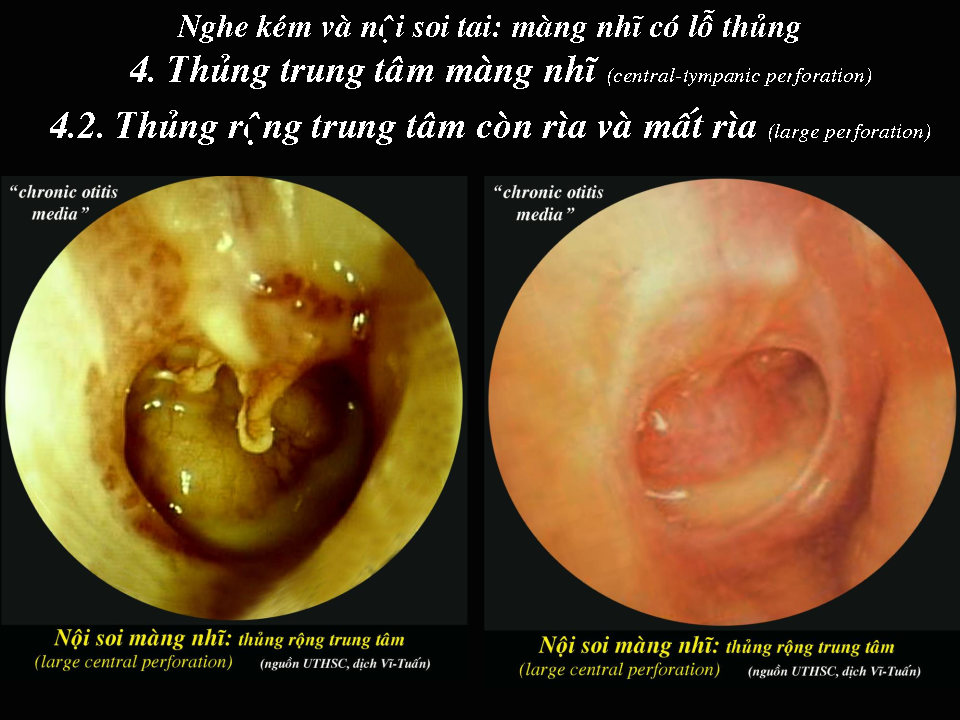 Nghe kém và nội soi tai: màng nhĩ có lỗ thủng
4. Thủng trung tâm màng nhĩ (central-tympanic perforation)
4.2. Thủng rộng trung tâm còn rìa và mất rìa (large perforation)
“chronic otitis
media”
Nội soi màng nhĩ: thủng rộng trung tâm
(large central perforation) (nguồn UTHSC, dịch Vĩ-Tuấn)
“chronic otitis
media”
Nội soi màng nhĩ: thủng rộng trung tâm
(large central perforation) (nguồn UTHSC, dịch Vĩ-Tuấn)